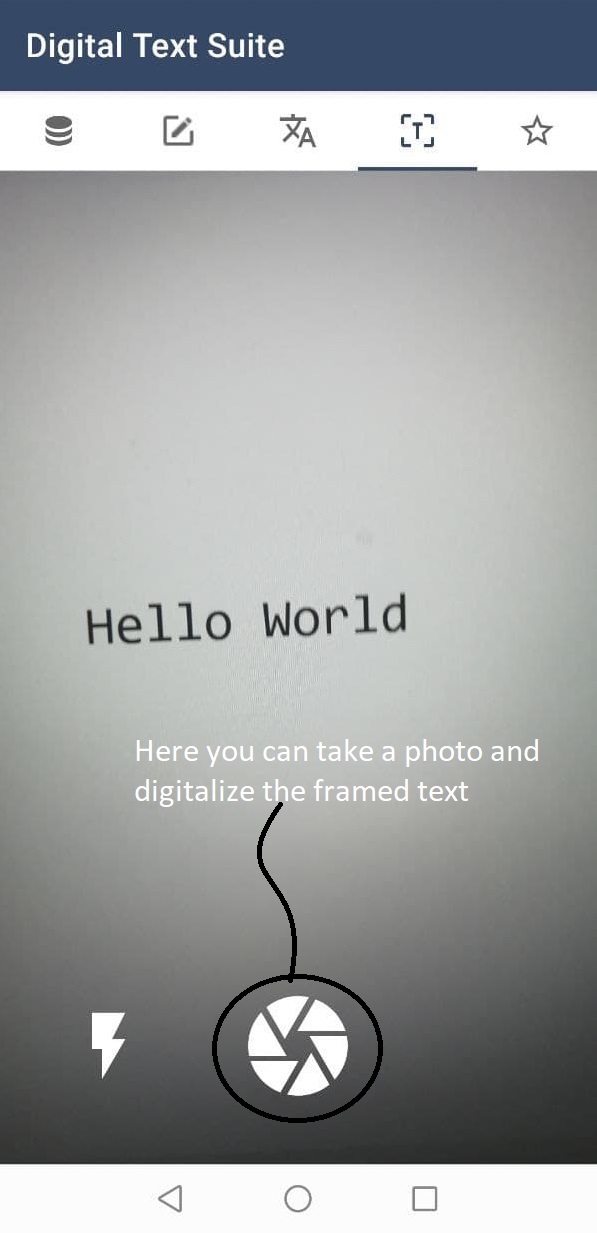 Digital Text Suite
Hello World
Here you can take a photo and
digitalize the framed text